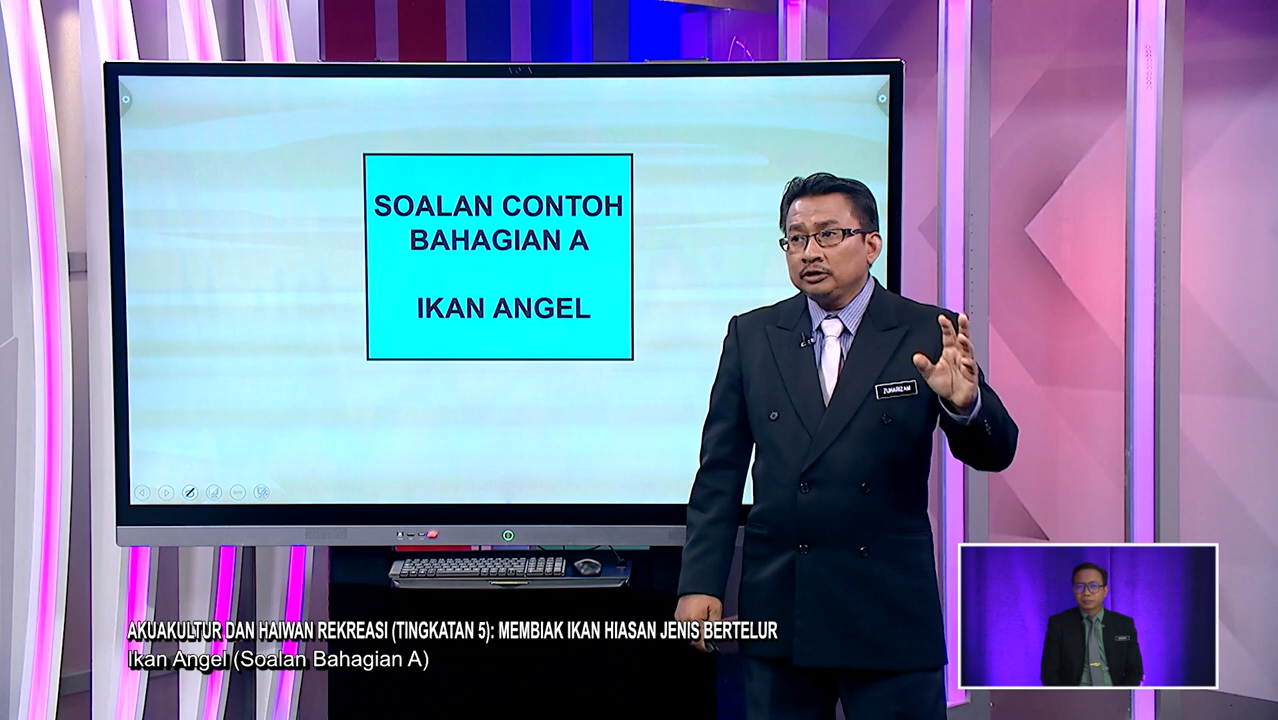 SOALAN CONTOH
BAHAGIAN A
IKAN ANGEL
ZUHARIZAM
AKUAKULTUR DAN HAIWAN REKREASI (TINGKATAN 5): MEMBIAK IKAN HIASAN JENIS BERTELUR
Ikan Angel (Soalan Bahagian A)